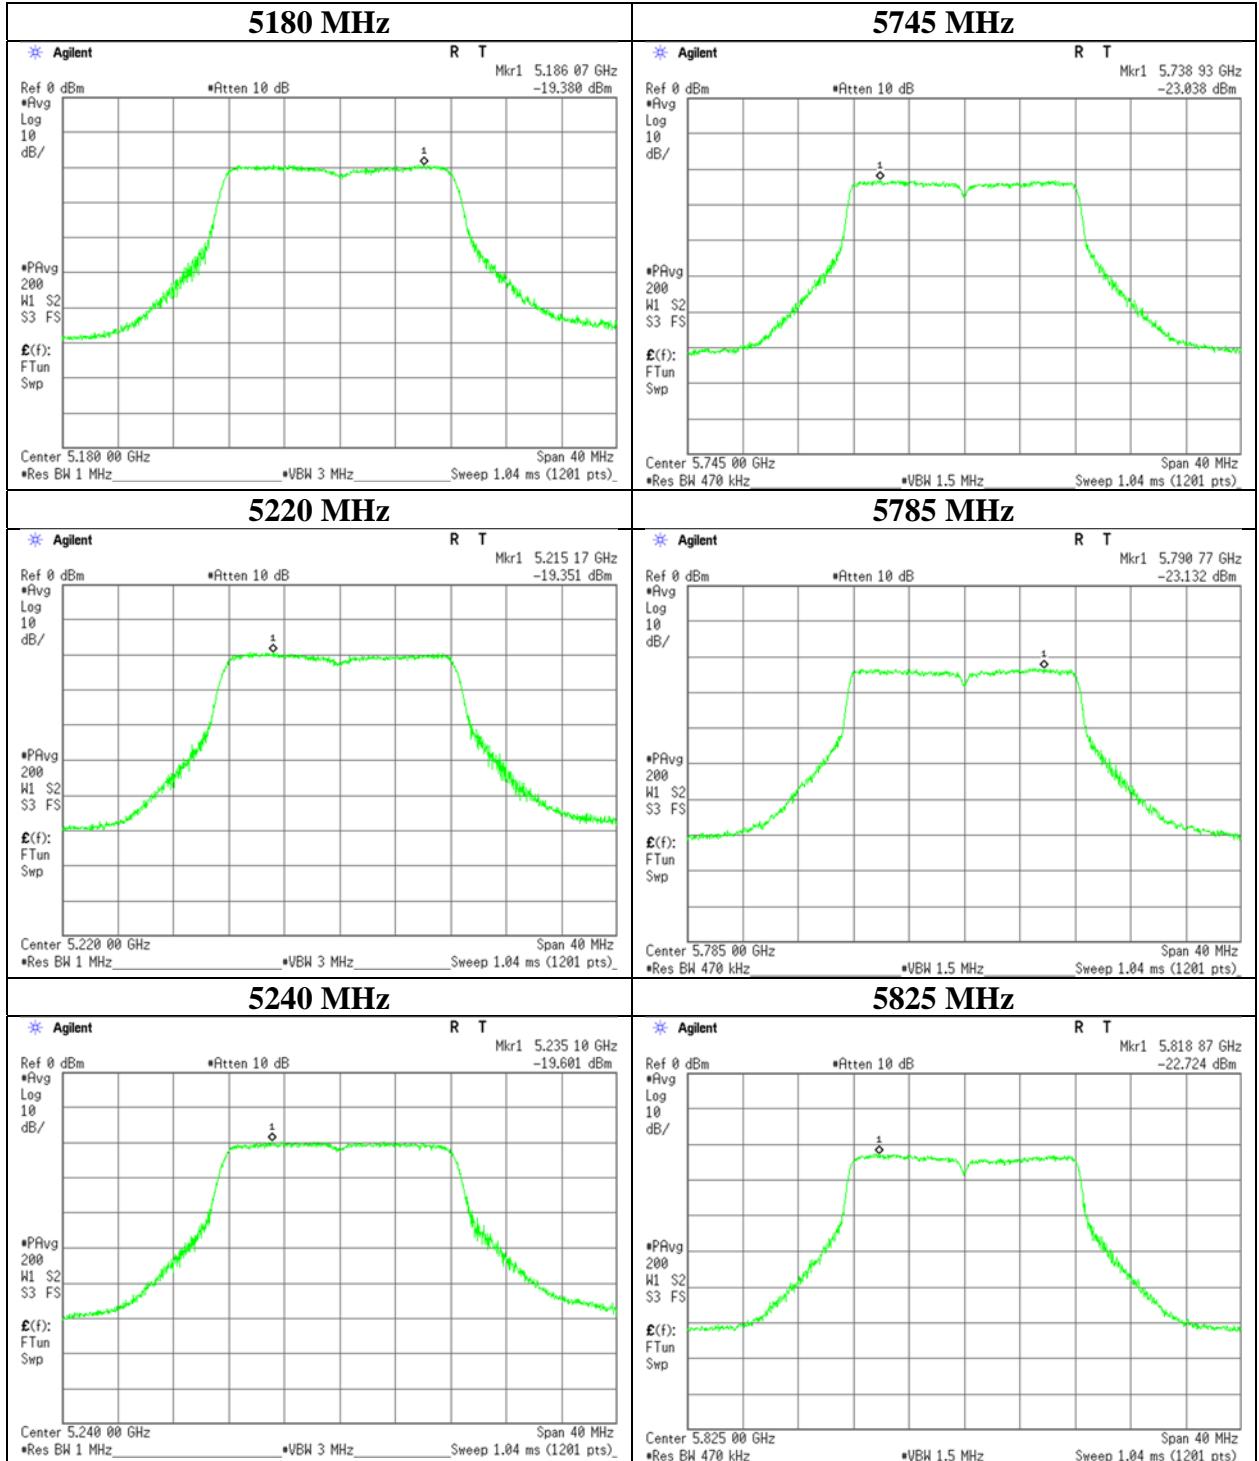 5180 MHz
Agilent
R T
Mkr1 5.186 07 GHz
Ref 0 dBm
#Atten 10 dB
-19.380 dBm
#Avg
Log
10
dB/
1
#PAvg
200
W1 S2
S3 FS
£(f):
FTun
Swp
Center 5.180 00 GHz
Span 40 MHz
#Res BW 1 MHz
#VBW 3 MHz
Sweep 1.04 ms (1201 pts)
5745 MHz
Agilent
R T
Mkr1 5.738 93 GHz
Ref 0 dBm
#Atten 10 dB
-23.038 dBm
#Avg
Log
10
dB/
1
#PAvg
200
W1 S2
S3 FS
£(f):
FTun
Swp
Center 5.745 00 GHz
Span 40 MHz
#Res BW 470 kHz
#VBW 1.5 MHz
Sweep 1.04 ms (1201 pts)
5220 MHz
Agilent
R T
Mkr1 5.215 17 GHz
Ref 0 dBm
#Atten 10 dB
-19.351 dBm
#Avg
Log
10
dB/
1
#PAvg
200
W1 S2
S3 FS
£(f):
FTun
Swp
Center 5.220 00 GHz
Span 40 MHz
#Res BW 1 MHz
#VBW 3 MHz
Sweep 1.04 ms (1201 pts)
5785 MHz
Agilent
R T
Mkr1 5.790 77 GHz
Ref 0 dBm
#Atten 10 dB
-23.132 dBm
#Avg
Log
10
dB/
1
#PAvg
200
W1 S2
S3 FS
£(f):
FTun
Swp
Center 5.785 00 GHz
Span 40 MHz
#Res BW 470 kHz
#VBW 1.5 MHz
Sweep 1.04 ms (1201 pts)
5240 MHz
Agilent
R T
Mkr1 5.235 10 GHz
Ref 0 dBm
#Atten 10 dB
-19.601 dBm
#Avg
Log
10
dB/
1
#PAvg
200
W1 S2
S3 FS
£(f):
FTun
Swp
Center 5.240 00 GHz
Span 40 MHz
#Res BW 1 MHz
#VBW 3 MHz
Sweep 1.04 ms (1201 pts)
5825 MHz
Agilent
R T
Mkr1 5.818 87 GHz
Ref 0 dBm
#Atten 10 dB
-22.724 dBm
#Avg
Log
10
dB/
1
#PAvg
200
W1 S2
S3 FS
£(f):
FTun
Swp
Center 5.825 00 GHz
Span 40 MHz
#Res BW 470 kHz
#VBW 1.5 MHz
Sweep 1.04 ms (1201 pts)